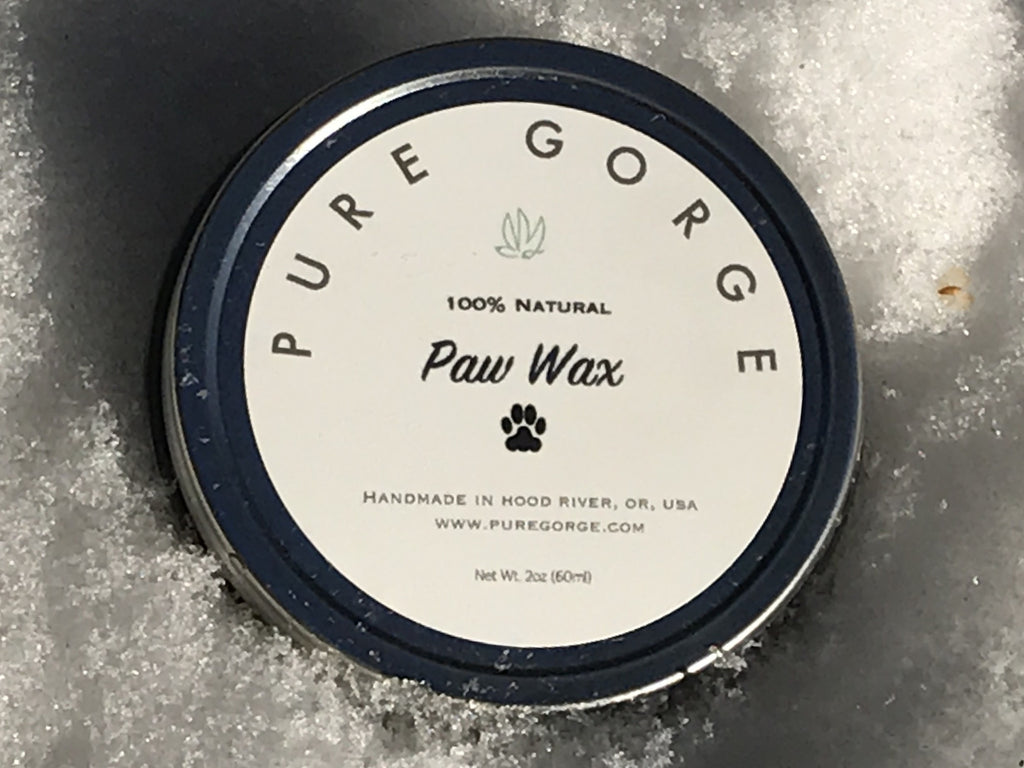 PURE GORGE
100% NATURAL
Paw Wax
HANDMADE IN HOOD RIVER, OR, USA
WWW.PUREGORGE.COM
Net Wt. 2oz (60ml)